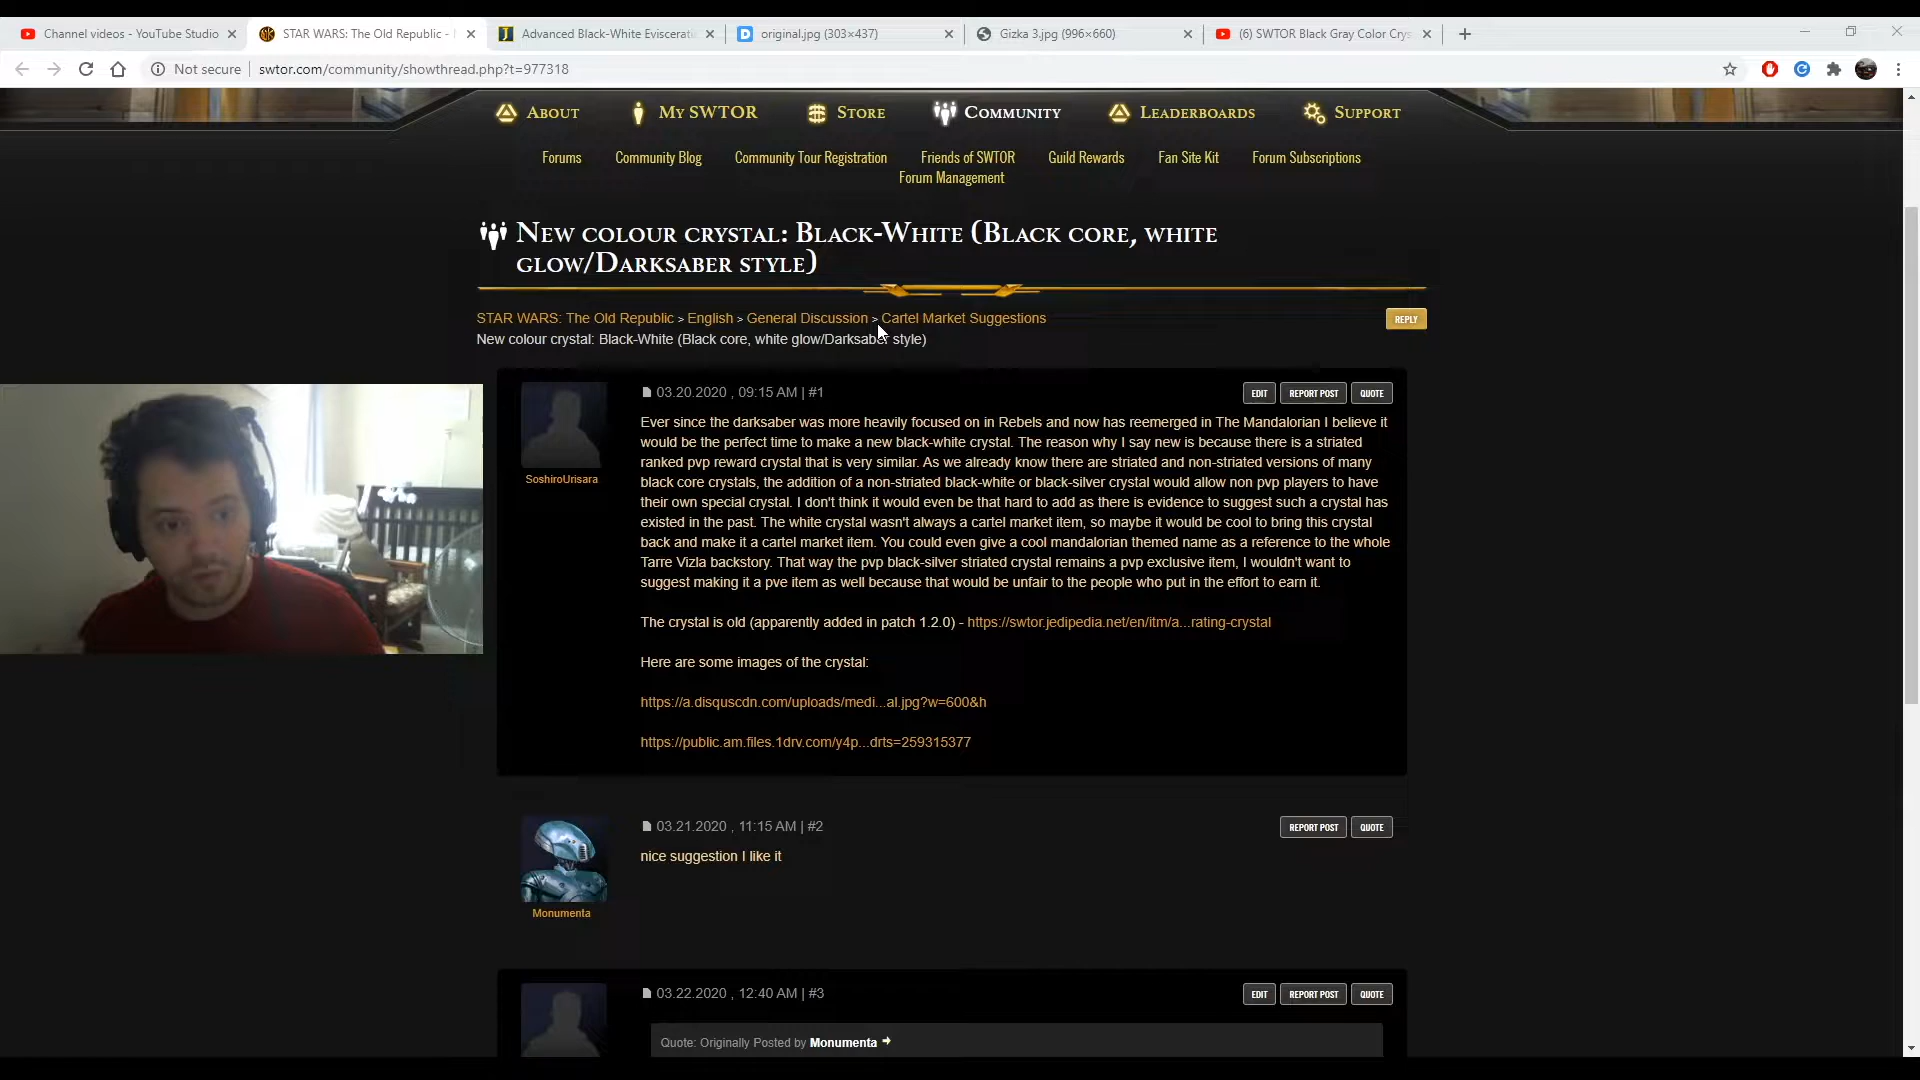 Channel videos - YouTube Studio
STAR WARS: The Old Republic -
Advanced Black-White Eviscerati
original.jpg (303×437)
Gizka 3.jpg (996×660)
(6) SWTOR Black Gray Color Crys
Not secure
swtor.com/community/showthread.php?t=977318
About
My SWTOR
Store
Community
Leaderboards
Support
Forums
Community Blog
Community Tour Registration
Friends of SWTOR
Guild Rewards
Fan Site Kit
Forum Subscriptions
Forum Management
New colour crystal: Black-White (Black core, white
glow/Darksaber style)
STAR WARS: The Old Republic > English > General Discussion > Cartel Market Suggestions
REPLY
New colour crystal: Black-White (Black core, white glow/Darksaber style)
03.20.2020 , 09:15 AM | #1
EDIT
REPORT POST
QUOTE
SoshiroUrisara
Ever since the darksaber was more heavily focused on in Rebels and now has reemerged in The Mandalorian I believe it
would be the perfect time to make a new black-white crystal. The reason why I say new is because there is a striated
ranked pvp reward crystal that is very similar. As we already know there are striated and non-striated versions of many
black core crystals, the addition of a non-striated black-white or black-silver crystal would allow non pvp players to have
their own special crystal. I don't think it would even be that hard to add as there is evidence to suggest such a crystal has
existed in the past. The white crystal wasn't always a cartel market item, so maybe it would be cool to bring this crystal
back and make it a cartel market item. You could even give a cool mandalorian themed name as a reference to the whole
Tarre Vizla backstory. That way the pvp black-silver striated crystal remains a pvp exclusive item, I wouldn't want to
suggest making it a pve item as well because that would be unfair to the people who put in the effort to earn it.
The crystal is old (apparently added in patch 1.2.0) - https://swtor.jedipedia.net/en/itm/a...rating-crystal
Here are some images of the crystal:
https://a.disquscdn.com/uploads/medi...al.jpg?w=600&h
https://public.am.files.1drv.com/y4p...drts=259315377
03.21.2020 , 11:15 AM | #2
REPORT POST
QUOTE
nice suggestion I like it
Monumenta
03.22.2020 , 12:40 AM | #3
EDIT
REPORT POST
QUOTE
Quote: Originally Posted by Monumenta